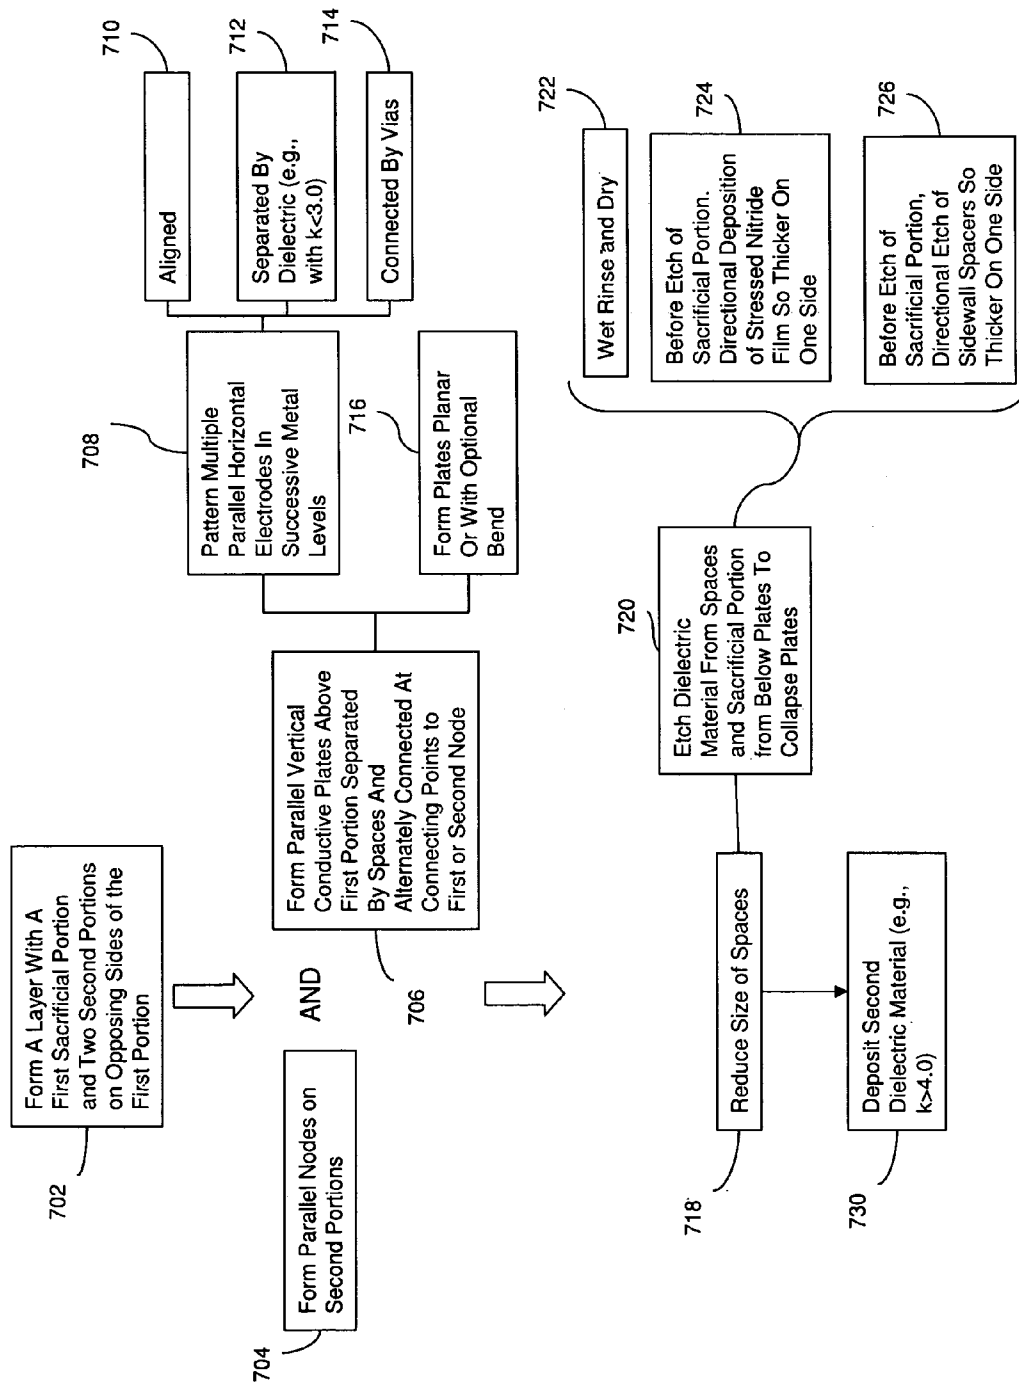 Form A Layer With A
First Sacrificial Portion
and Two Second Portions
on Opposing Sides of the
First Portion
702
Form Parallel Nodes on
Second Portions
704
AND
Form Parallel Vertical
Conductive Plates Above
First Portion Separated
By Spaces And
Alternately Connected At
Connecting Points to
First or Second Node
706
Pattern Multiple
Parallel Horizontal
Electrodes In
Successive Metal
Levels
708
Aligned
710
Separated By
Dielectric (e.g.,
with k<3.0)
712
Connected By Vias
714
Form Plates Planar
Or With Optional
Bend
716
Reduce Size of Spaces
718
Etch Dielectric
Material From Spaces
and Sacrificial Portion
from Below Plates To
Collapse Plates
720
Wet Rinse and Dry
722
Before Etch of
Sacrificial Portion.
Directional Deposition
of Stressed Nitride
Film So Thicker On
One Side
724
Before Etch of
Sacrificial Portion,
Directional Etch of
Sidewall Spacers So
Thicker On One Side
726
Deposit Second
Dielectric Material (e.g.,
k>4.0)
730